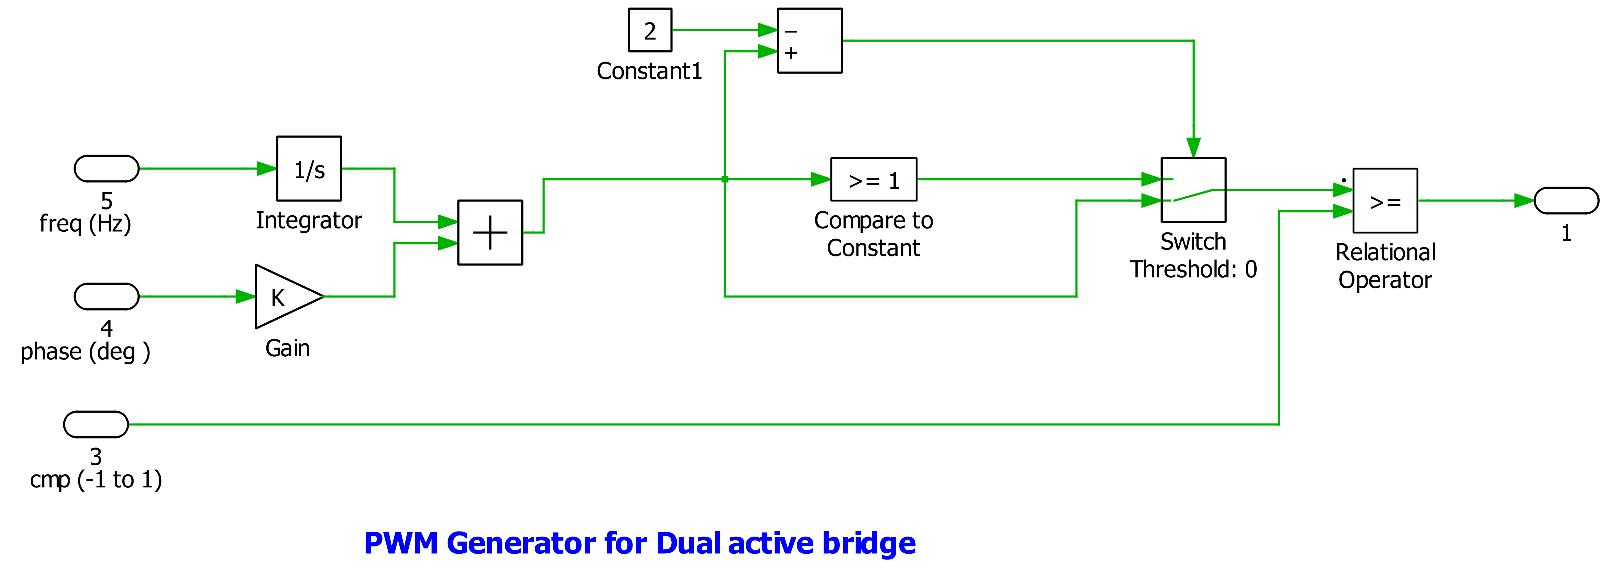 2
Constant1
−
+
5
freq (Hz)
1/s
Integrator
+
>= 1
Compare to
Constant
Switch
Threshold: 0
>=
Relational
Operator
1
4
phase (deg )
K
Gain
3
cmp (-1 to 1)
PWM Generator for Dual active bridge